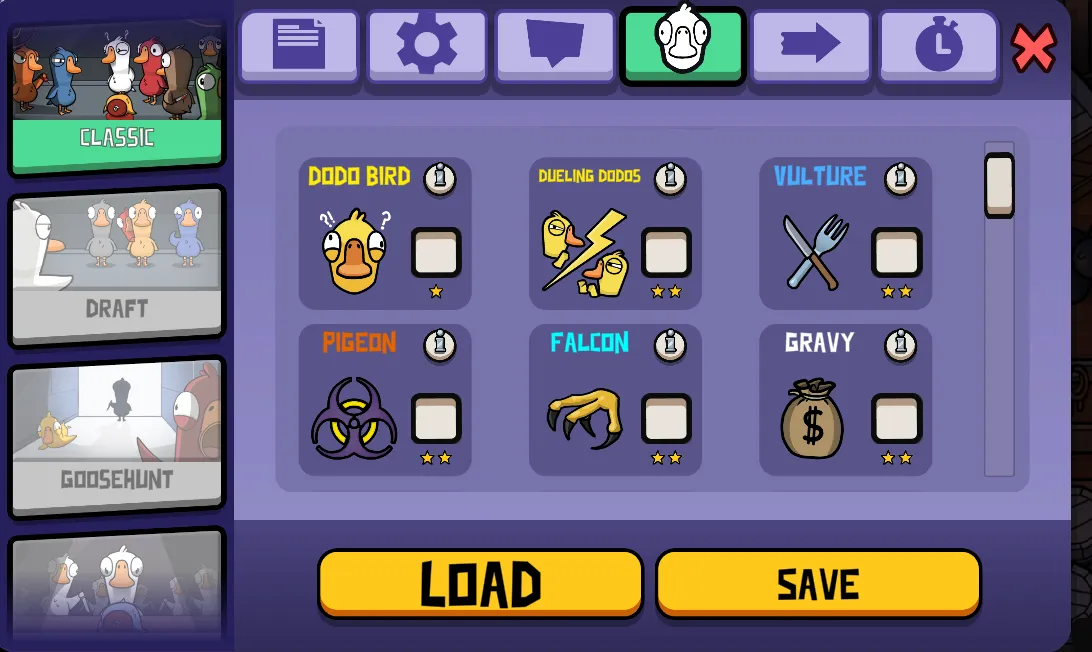 CLASSIC
DRAFT
GOOSEHUNT
DODO BIRD
DUELING DODOS
VULTURE
PIGEON
FALCON
GRAVY
$
LOAD
SAVE